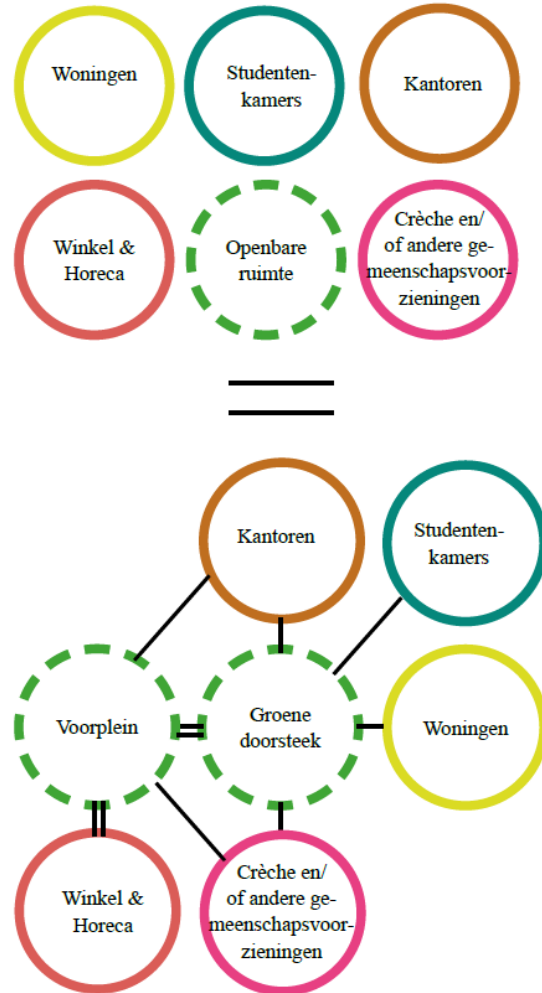 Woningen
Studenten-
kamers
Kantoren
Winkel &
Horeca
Openbare
ruimte
Crèche en/
of andere ge-
meenschapsvoor-
zieningen
Kantoren
Studenten-
kamers
Voorplein
Groene
doorsteek
Woningen
Winkel &
Horeca
Crèche en/
of andere ge-
meenschapsvoor-
zieningen